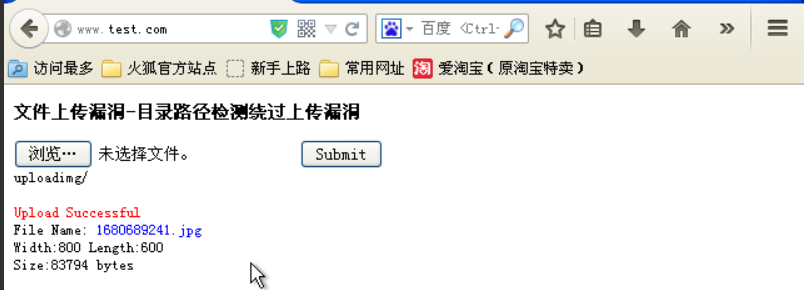 www.test.com
百度 <Ctrl+
访问最多 火狐官方站点 新手上路 常用网址 淘 爱淘宝（原淘宝特卖）
文件上传漏洞-目录路径检测绕过上传漏洞
浏览… 未选择文件。 Submit
uploadimg/
Upload Successful
File Name: 1680689241.jpg
Width:800 Length:600
Size:83794 bytes